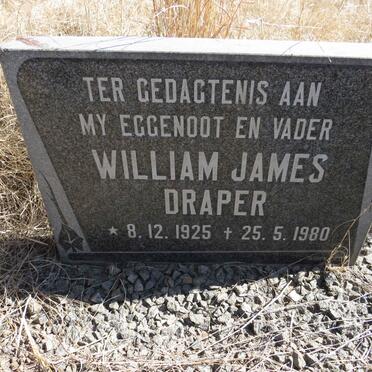 TER GEDAGTENIS AAN
MY EGGENOOT EN VADER
WILLIAM JAMES
DRAPER
* 8. 12. 1925 + 25. 5. 1980